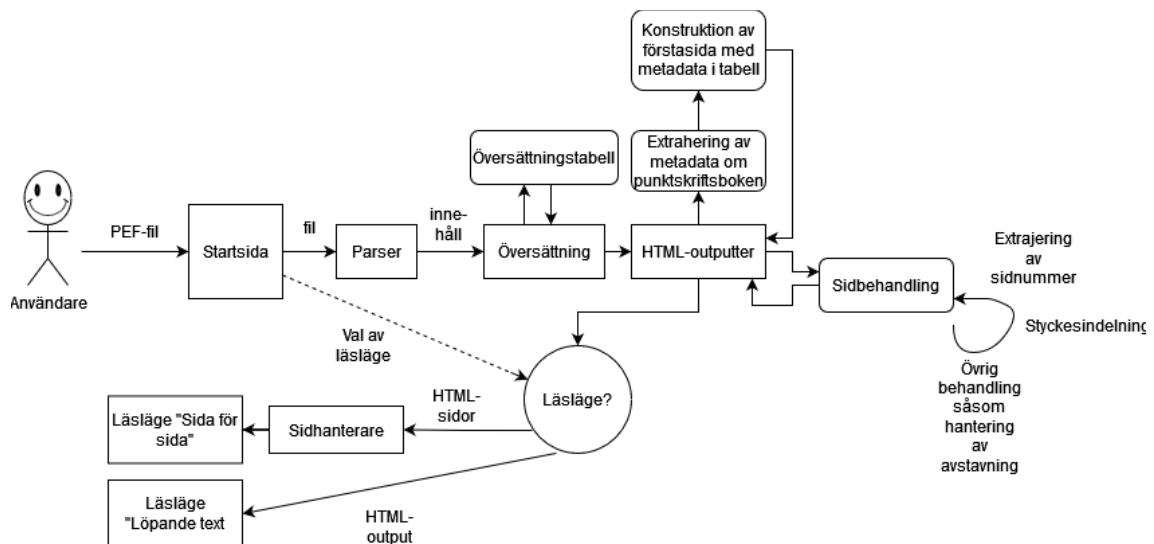 Konstruktion av
förstasida med
metadata i tabell
Översättningstabell
Extrahering av
metadata om
punktskriftsboken
Användare
PEF-fil
Startsida
fil
Parser
inne-
håll
Översättning
HTML-outputter
Sidbehandling
Extrajering
av
sidnummer
Styckesindelning
Övrig
behandling
såsom
hantering
av
avstavning
Val av
läsläge
Läsläge?
HTML-
sidor
Sidhanterare
Läsläge "Sida för
sida"
Läsläge
"Löpande text
HTML-
output